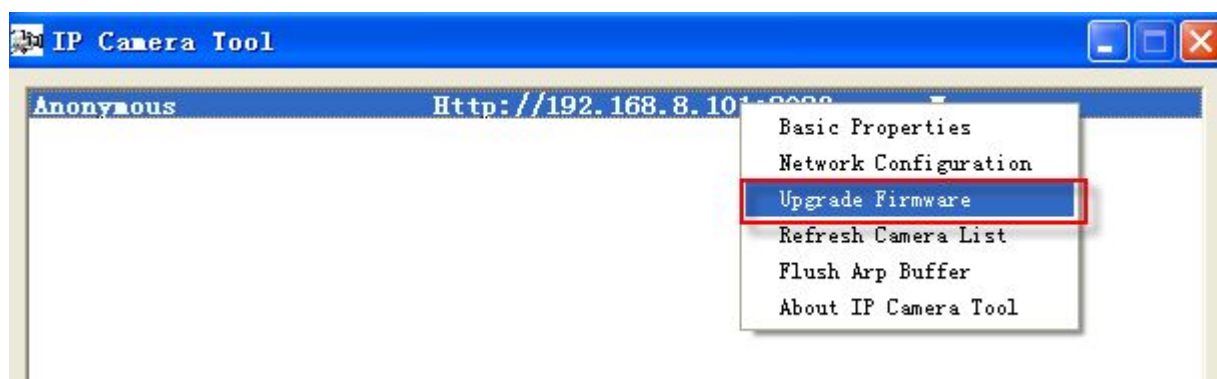 IP Camera Tool
Anonymous Http://192.168.8.101
Basic Properties
Network Configuration
Upgrade Firmware
Refresh Camera List
Flush Arp Buffer
About IP Camera Tool